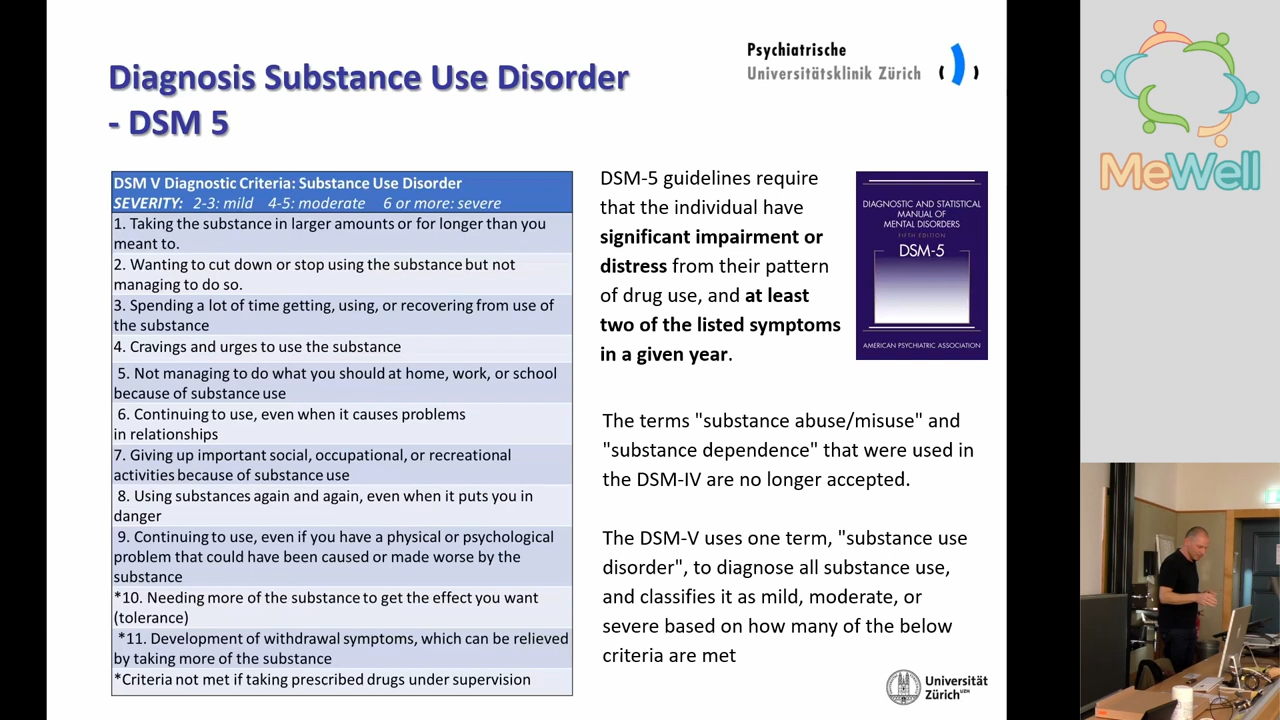 Psychiatrische
Universitätsklinik Zürich
Diagnosis Substance Use Disorder
- DSM 5
DSM V Diagnostic Criteria: Substance Use Disorder
SEVERITY: 2-3: mild 4-5: moderate 6 or more: severe
1. Taking the substance in larger amounts or for longer than you
meant to.
2. Wanting to cut down or stop using the substance but not
managing to do so.
3. Spending a lot of time getting, using, or recovering from use of
the substance
4. Cravings and urges to use the substance
5. Not managing to do what you should at home, work, or school
because of substance use
6. Continuing to use, even when it causes problems
in relationships
7. Giving up important social, occupational, or recreational
activities because of substance use
8. Using substances again and again, even when it puts you in
danger
9. Continuing to use, even if you have a physical or psychological
problem that could have been caused or made worse by the
substance
*10. Needing more of the substance to get the effect you want
(tolerance)
*11. Development of withdrawal symptoms, which can be relieved
by taking more of the substance
*Criteria not met if taking prescribed drugs under supervision
DSM-5 guidelines require
that the individual have
significant impairment or
distress from their pattern
of drug use, and at least
two of the listed symptoms
in a given year.
DIAGNOSTIC AND STATISTICAL
MANUAL OF
MENTAL DISORDERS
FIFTH EDITION
DSM-5
AMERICAN PSYCHIATRIC ASSOCIATION
The terms "substance abuse/misuse" and
"substance dependence" that were used in
the DSM-IV are no longer accepted.
The DSM-V uses one term, "substance use
disorder", to diagnose all substance use,
and classifies it as mild, moderate, or
severe based on how many of the below
criteria are met
Universität
Zürich UZH
MeWell